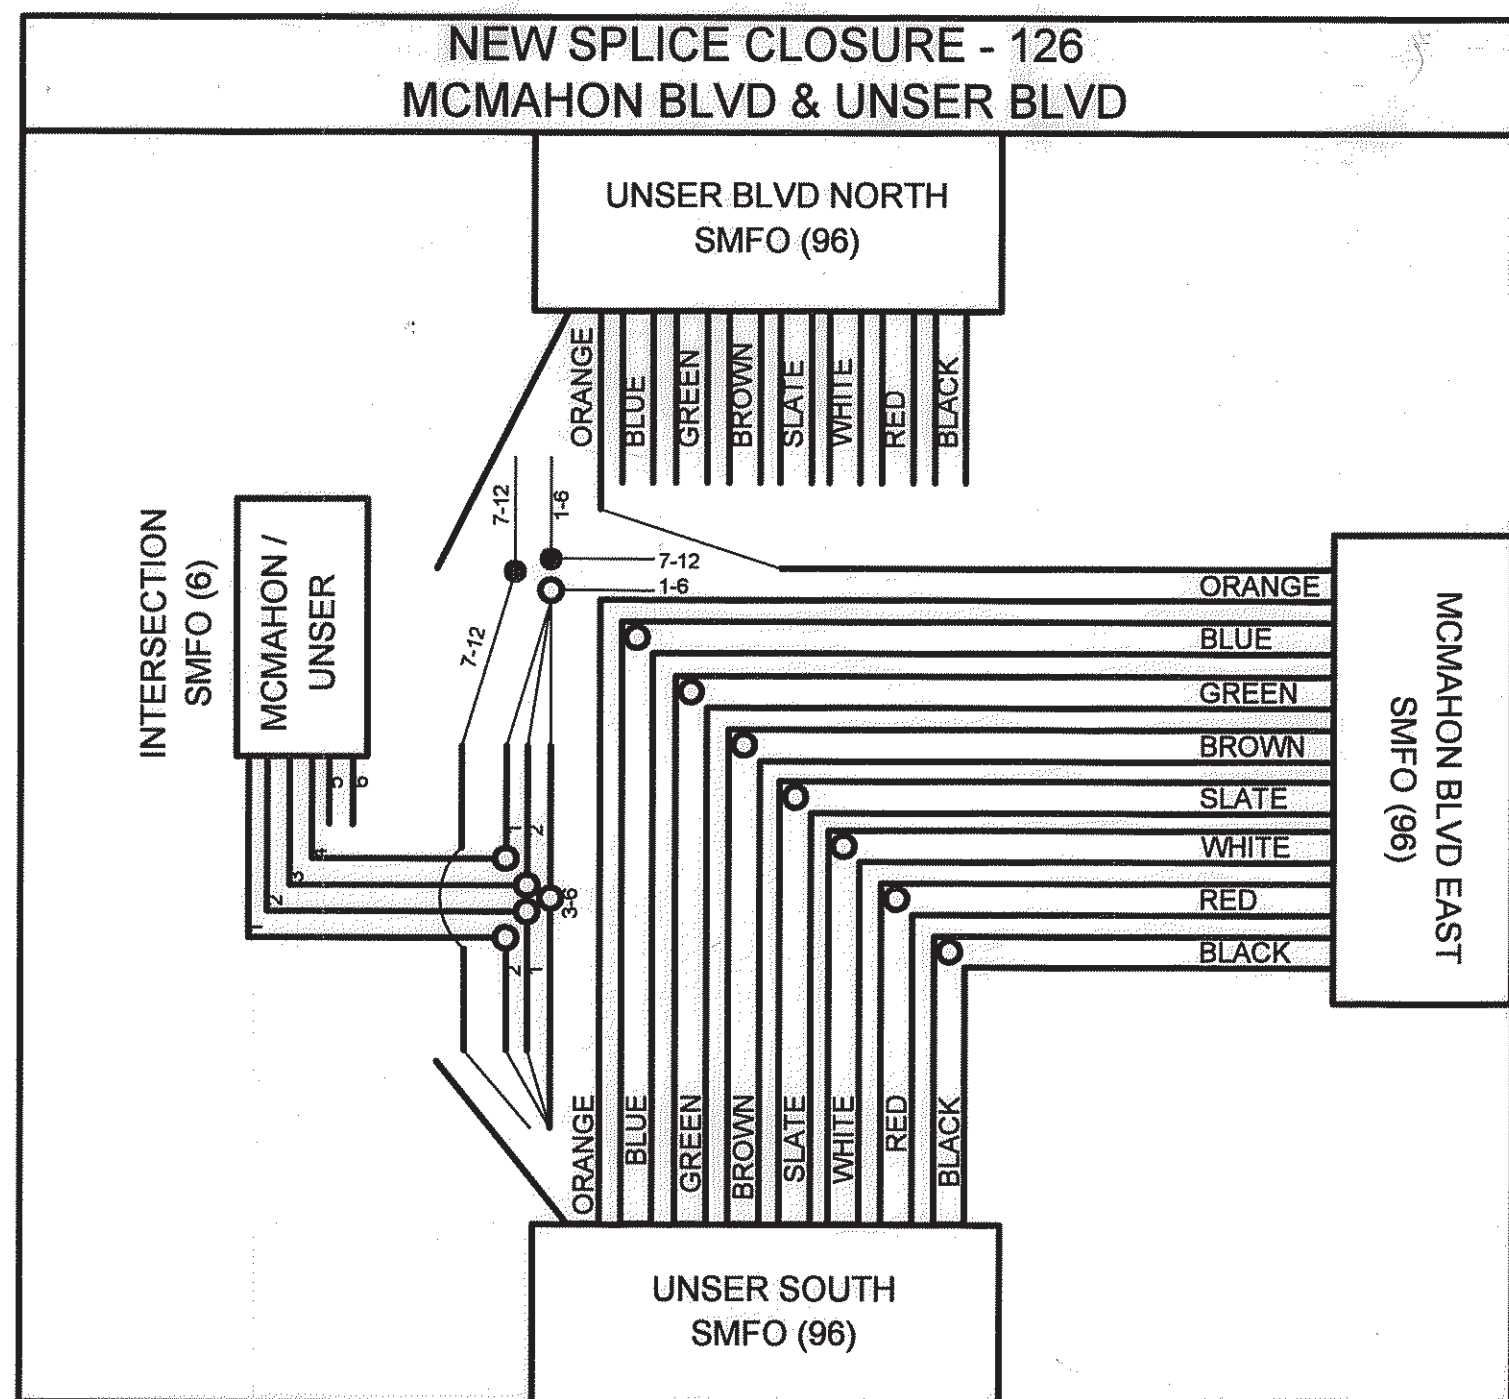 NEW SPLICE CLOSURE - 126
MCMAHON BLVD & UNSER BLVD
UNSER BLVD NORTH
SMFO (96)
ORANGE
BLUE
GREEN
BROWN
SLATE
WHITE
RED
BLACK
7-12
1-6
7-12
1-6
7-12
INTERSECTION
SMFO (6)
MCMAHON /
UNSER
1
2
3
4
5
6
1
2
3-6
2
1
ORANGE
BLUE
GREEN
BROWN
SLATE
WHITE
RED
BLACK
MCMAHON BLVD EAST
SMFO (96)
ORANGE
BLUE
GREEN
BROWN
SLATE
WHITE
RED
BLACK
UNSER SOUTH
SMFO (96)